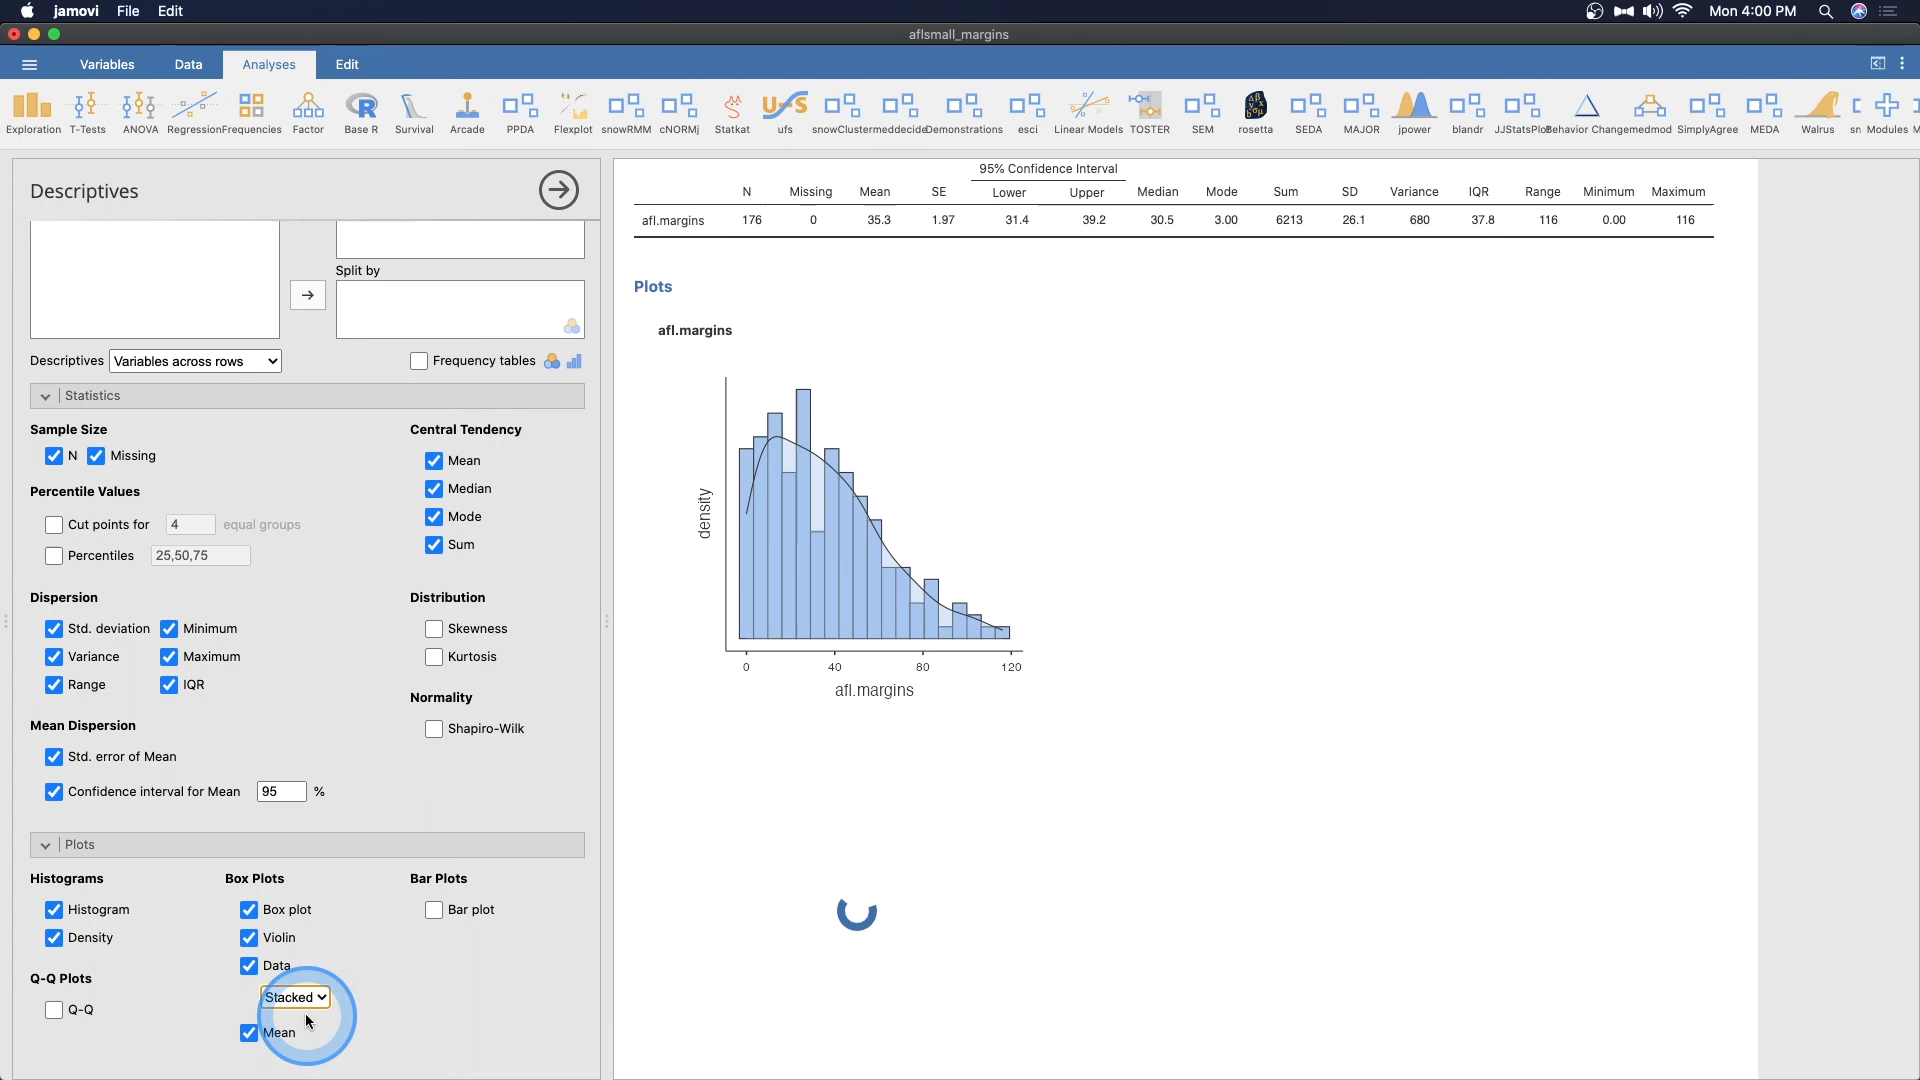 jamovi File Edit
Mon 4:00 PM
aflsmall_margins
Variables Data Analyses Edit
Exploration T-Tests ANOVA Regression Frequencies Factor Base R Survival Arcade PPDA Flexplot snowRMM cNORMj Statkat ufs snowCluster meddecide Demonstrations esci Linear Models TOSTER SEM rosetta SEDA MAJOR jpower blandr JJStatsPlo Behavior Change medmod SimplyAgree MEDA Walrus sn Modules
Descriptives
Split by
Descriptives Variables across rows Frequency tables
Statistics
Sample Size
N Missing
Percentile Values
Cut points for 4 equal groups
Percentiles 25,50,75
Central Tendency
Mean
Median
Mode
Sum
Dispersion
Std. deviation Minimum
Variance Maximum
Range IQR
Distribution
Skewness
Kurtosis
Mean Dispersion
Std. error of Mean
Confidence interval for Mean 95 %
Normality
Shapiro-Wilk
Plots
Histograms
Histogram
Density
Q-Q Plots
Q-Q
Box Plots
Box plot
Violin
Data
Stacked
Mean
Bar Plots
Bar plot
95% Confidence Interval
N Missing Mean SE Lower Upper Median Mode Sum SD Variance IQR Range Minimum Maximum
afl.margins 176 0 35.3 1.97 31.4 39.2 30.5 3.00 6213 26.1 680 37.8 116 0.00 116
Plots
afl.margins
density
0 40 80 120
afl.margins